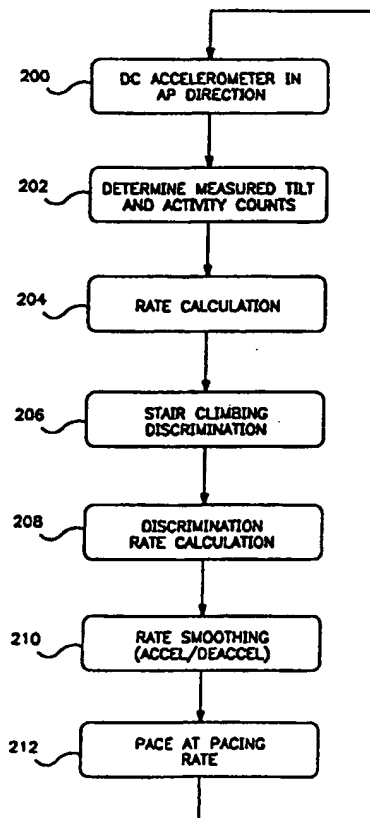 200
DC ACCELEROMETER IN
AP DIRECTION
202
DETERMINE MEASURED TILT
AND ACTIVITY COUNTS
204
RATE CALCULATION
206
STAIR CLIMBING
DISCRIMINATION
208
DISCRIMINATION
RATE CALCULATION
210
RATE SMOOTHING
(ACCEL/DEACCEL)
212
PACE AT PACING
RATE